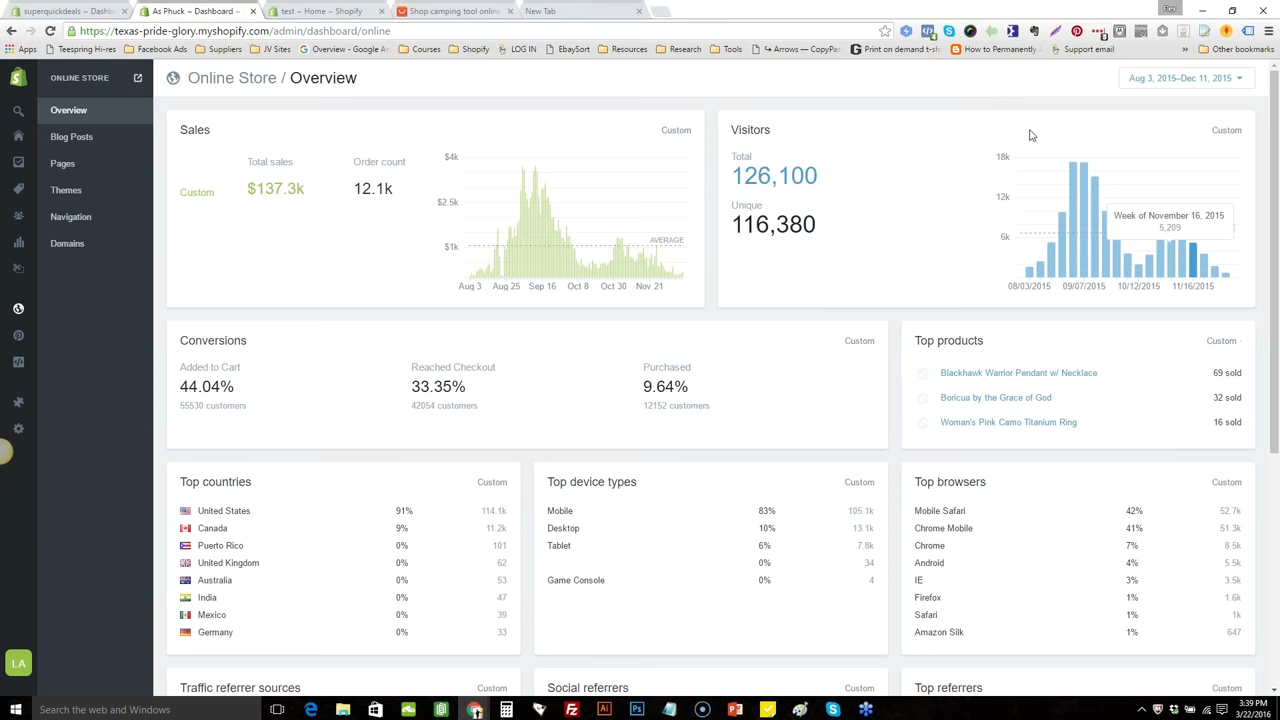 superquickdeals ~ Dashb
As Phuck ~ Dashboard ~
test ~ Home ~ Shopify
Shop camping tool online
New Tab
https://texas-pride-glory.myshopify.com/admin/dashboard/online
Apps
Teespring Hi-res
Facebook Ads
Suppliers
JV Sites
Overview - Google Ar
Courses
Shopify
LOG IN
EbaySort
Resources
Research
Tools
Arrows — (CopyPas
Print on demand t-sh
How to Permanently
Support email
»
Other bookmarks
ONLINE STORE
Overview
Blog Posts
Pages
Themes
Navigation
Domains
LA
Online Store / Overview
Aug 3, 2015–Dec 11, 2015
Sales
Custom
Total sales
Order count
Custom
$137.3k
12.1k
$4k
$2.5k
$1k
AVERAGE
Aug 3
Aug 25
Sep 16
Oct 8
Oct 30
Nov 21
Visitors
Custom
Total
126,100
Unique
116,380
18k
12k
6k
Week of November 16, 2015
5,209
08/03/2015
09/07/2015
10/12/2015
11/16/2015
Conversions
Custom
Added to Cart
44.04%
55530 customers
Reached Checkout
33.35%
42054 customers
Purchased
9.64%
12152 customers
Top products
Custom
Blackhawk Warrior Pendant w/ Necklace
69 sold
Boricua by the Grace of God
32 sold
Woman's Pink Camo Titanium Ring
16 sold
Top countries
Custom
United States 91% 114.1k
Canada 9% 11.2k
Puerto Rico 0% 101
United Kingdom 0% 62
Australia 0% 53
India 0% 47
Mexico 0% 39
Germany 0% 33
Top device types
Custom
Mobile 83% 105.1k
Desktop 10% 13.1k
Tablet 6% 7.8k
0% 34
Game Console 0% 4
Top browsers
Custom
Mobile Safari 42% 52.7k
Chrome Mobile 41% 51.3k
Chrome 7% 8.5k
Android 4% 5.5k
IE 3% 3.5k
Firefox 1% 1.6k
Safari 1% 1k
Amazon Silk 1% 647
Traffic referrer sources
Custom
Social referrers
Custom
Top referrers
Custom
Search the web and Windows
3:39 PM
3/22/2016